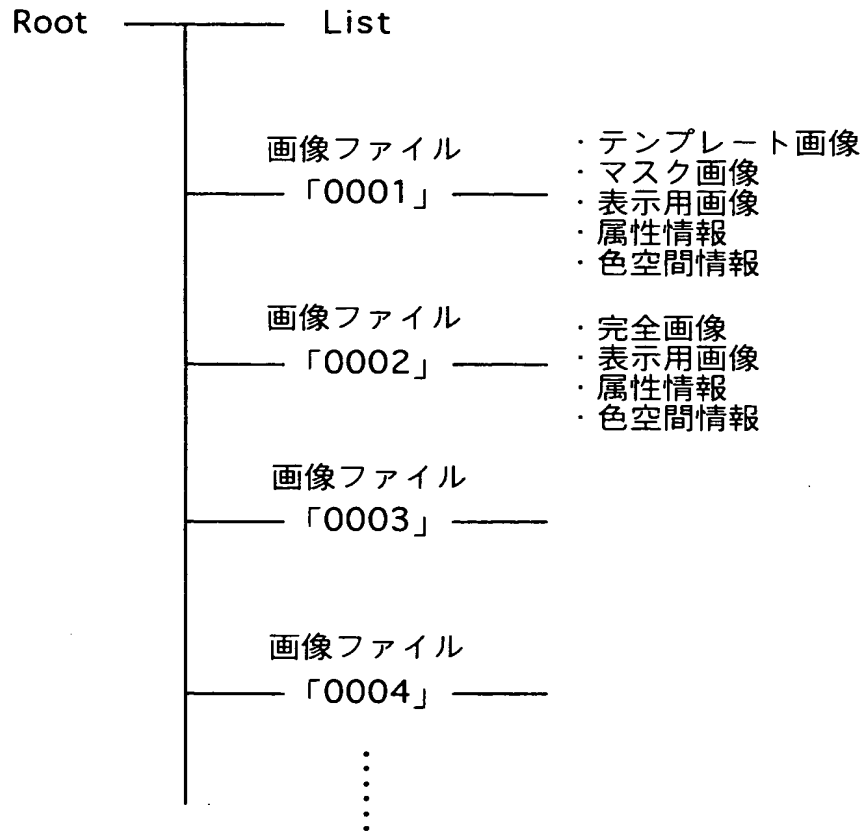 Root List
画像ファイル
「0001」
・テンプレート画像
・マスク画像
・表示用画像
・属性情報
・色空間情報
画像ファイル
「0002」
・完全画像
・表示用画像
・属性情報
・色空間情報
画像ファイル
「0003」
画像ファイル
「0004」